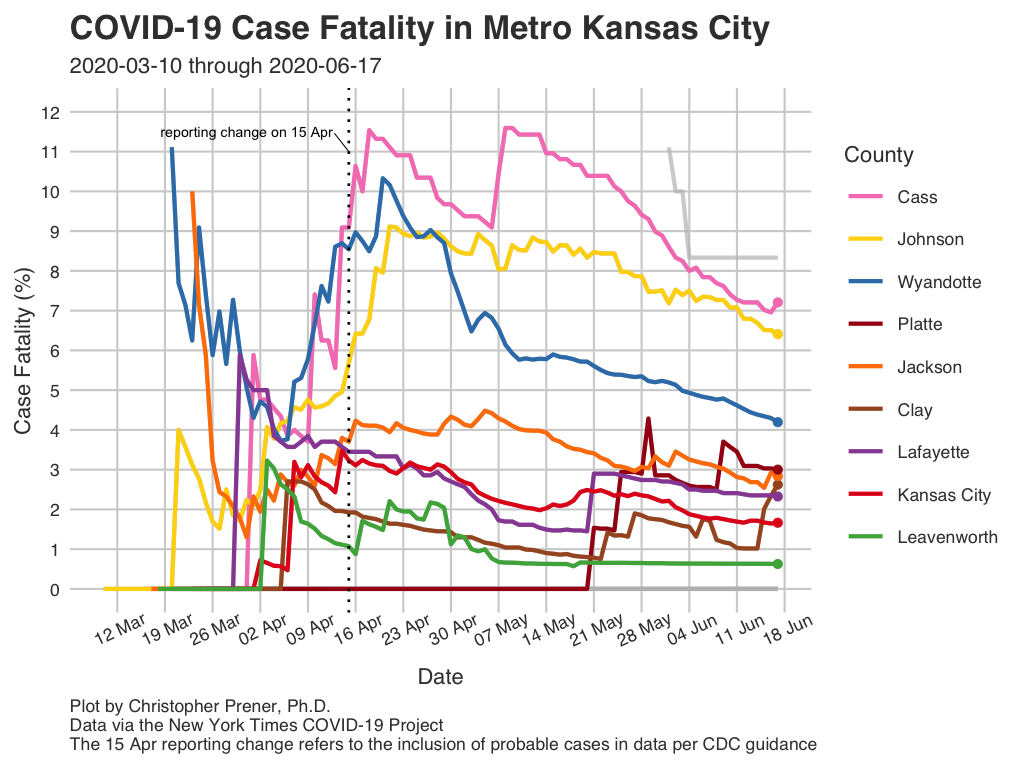 COVID-19 Case Fatality in Metro Kansas City
2020-03-10 through 2020-06-17
12
11
10
9
8
7
6
5
4
3
2
1
0
Case Fatality (%)
reporting change on 15 Apr
12 Mar
19 Mar
26 Mar
02 Apr
09 Apr
16 Apr
23 Apr
30 Apr
07 May
14 May
21 May
28 May
04 Jun
11 Jun
18 Jun
Date
County
Cass
Johnson
Wyandotte
Platte
Jackson
Clay
Lafayette
Kansas City
Leavenworth
Plot by Christopher Prener, Ph.D.
Data via the New York Times COVID-19 Project
The 15 Apr reporting change refers to the inclusion of probable cases in data per CDC guidance